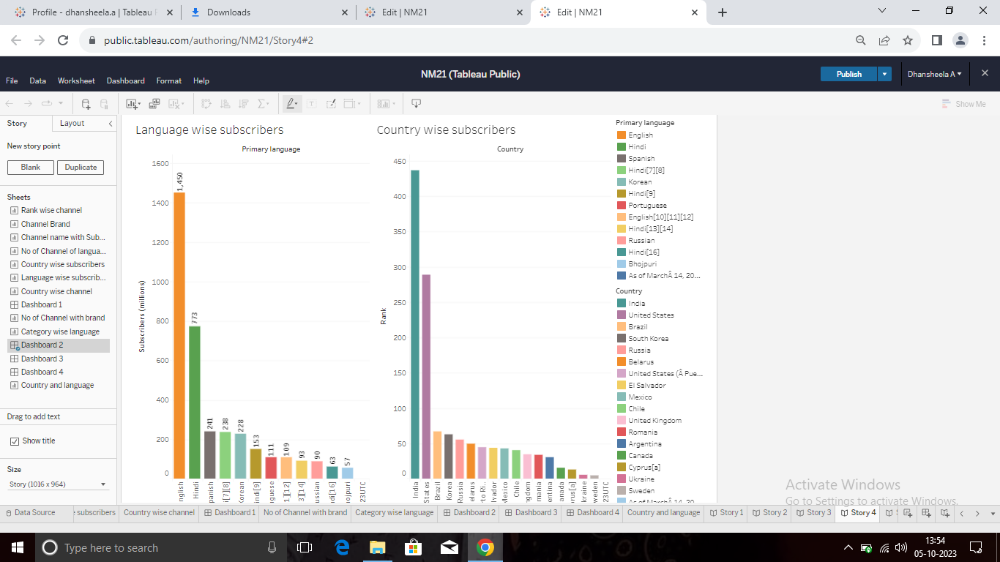 Profile - dhansheela.a | Tableau P
Downloads
Edit | NM21
Edit | NM21
public.tableau.com/authoring/NM21/Story4#2
File Data Worksheet Dashboard Format Help
NM21 (Tableau Public)
Publish
Dhansheela A
Show Me
Story
Layout
New story point
Blank
Duplicate
Sheets
Rank wise channel
Channel Brand
Channel name with Sub...
No of Channel of langua...
Country wise subscribers
Language wise subscrib...
Country wise channel
Dashboard 1
No of Channel with brand
Category wise language
Dashboard 2
Dashboard 3
Dashboard 4
Country and language
Drag to add text
Show title
Size
Story (1016 x 964)
Language wise subscribers
Primary language
Subscribers (millions)
1600
1400
1200
1000
800
600
400
200
0
1,450
773
241
238
228
153
111
109
93
90
63
57
nglish
Hindi
panish
i[7][8]
Korean
indi[9]
guese
1][12]
3][14]
ussian
ndi[16]
ojpuri
23UTC
Country wise subscribers
Country
Rank
450
400
350
300
250
200
150
100
50
0
India
States
Brazil
Korea
Russia
elarus
to Ri..
vador
Mexico
Chile
ngdom
mania
entina
anada
rus[a]
kraine
weden
23UTC
Primary language
English
Hindi
Spanish
Hindi[7][8]
Korean
Hindi[9]
Portuguese
English[10][11][12]
Hindi[13][14]
Russian
Hindi[16]
Bhojpuri
As of MarchÂ 14, 20...
Country
India
United States
Brazil
South Korea
Russia
Belarus
United States (Â Pue...
El Salvador
Mexico
Chile
United Kingdom
Romania
Argentina
Canada
Cyprus[a]
Ukraine
Sweden
As of MarchÂ 14, 20...
Activate Windows
Go to Settings to activate Windows.
Data Source
e subscribers
Country wise channel
Dashboard 1
No of Channel with brand
Category wise language
Dashboard 2
Dashboard 3
Dashboard 4
Country and language
Story 1
Story 2
Story 3
Story 4
Type here to search
13:54
05-10-2023